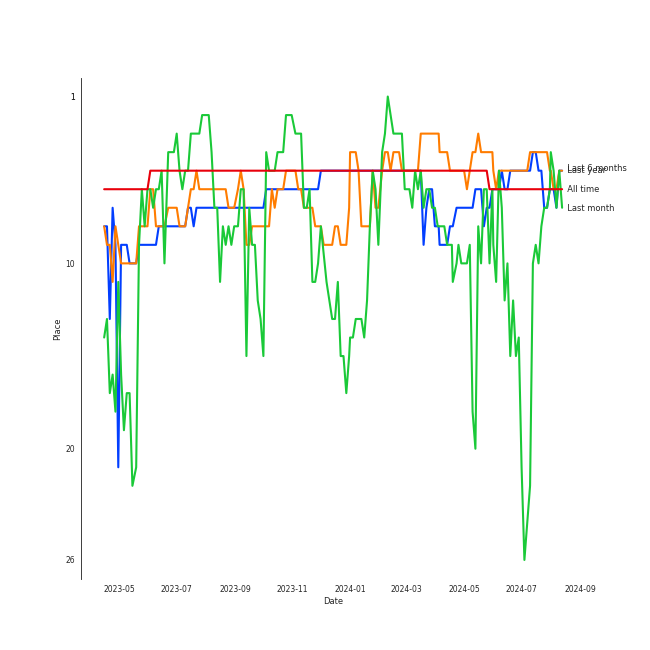 1
10
20
26
Place
2023-05
2023-07
2023-09
2023-11
2024-01
2024-03
2024-05
2024-07
2024-09
Date
Last 6 months
Last year
All time
Last month